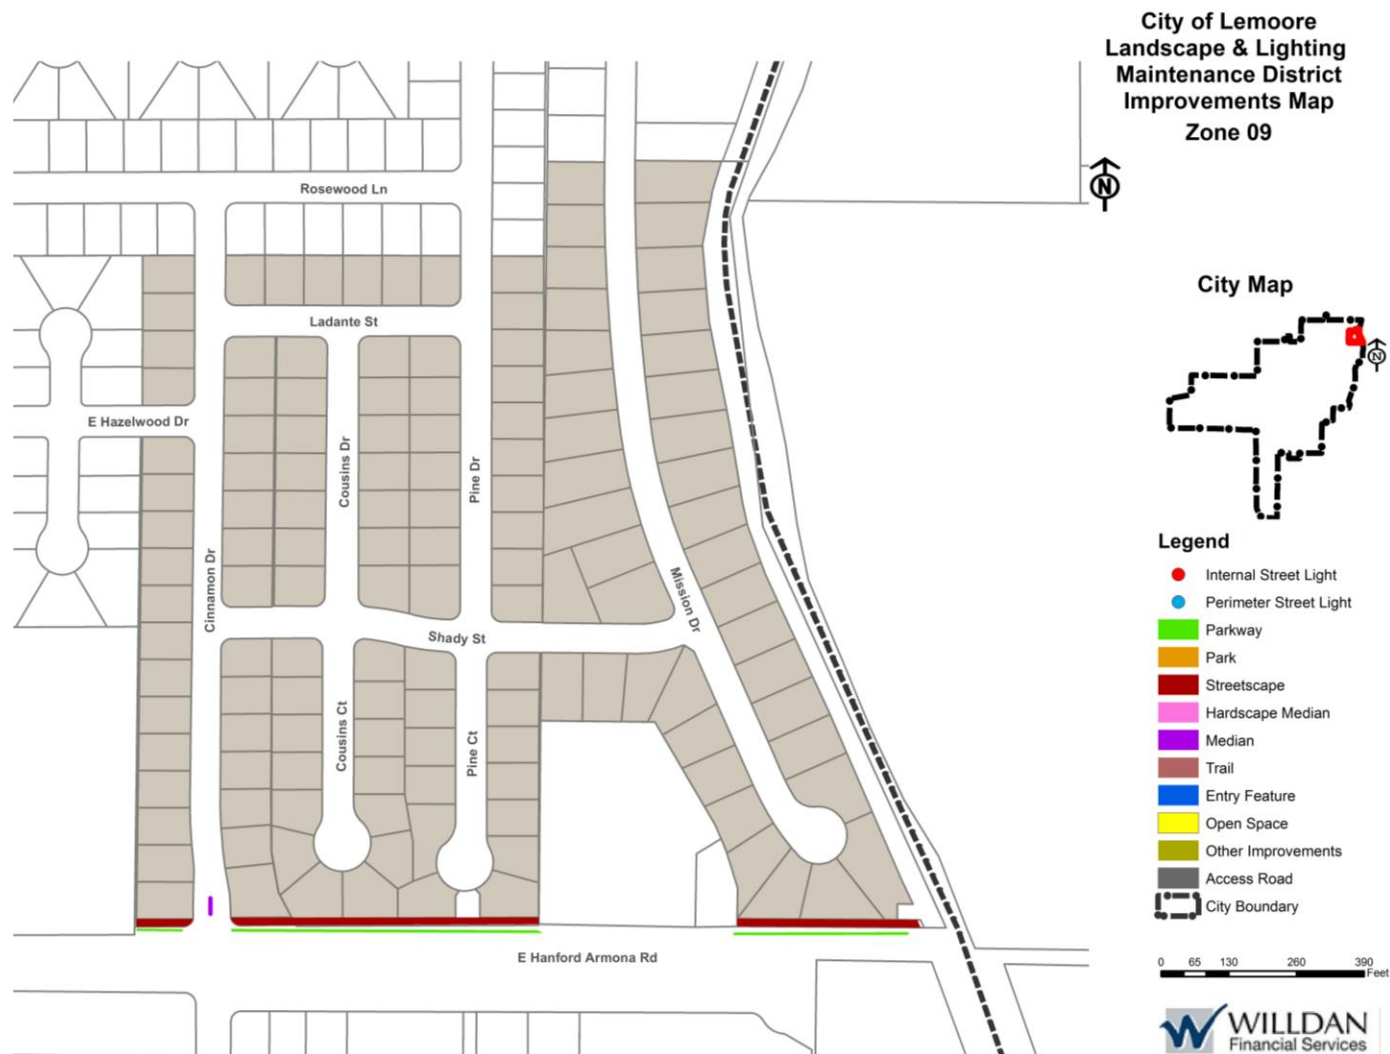 City of Lemoore
Landscape & Lighting
Maintenance District
Improvements Map
Zone 09
N
Rosewood Ln
City Map
N
Ladante St
E Hazelwood Dr
Cousins Dr
Pine Dr
Cinnamon Dr
Mission Dr
Shady St
Cousins Ct
Pine Ct
E Hanford Armona Rd
Legend
Internal Street Light
Perimeter Street Light
Parkway
Park
Streetscape
Hardscape Median
Median
Trail
Entry Feature
Open Space
Other Improvements
Access Road
City Boundary
0 65 130 260 390
Feet
WILLDAN
Financial Services